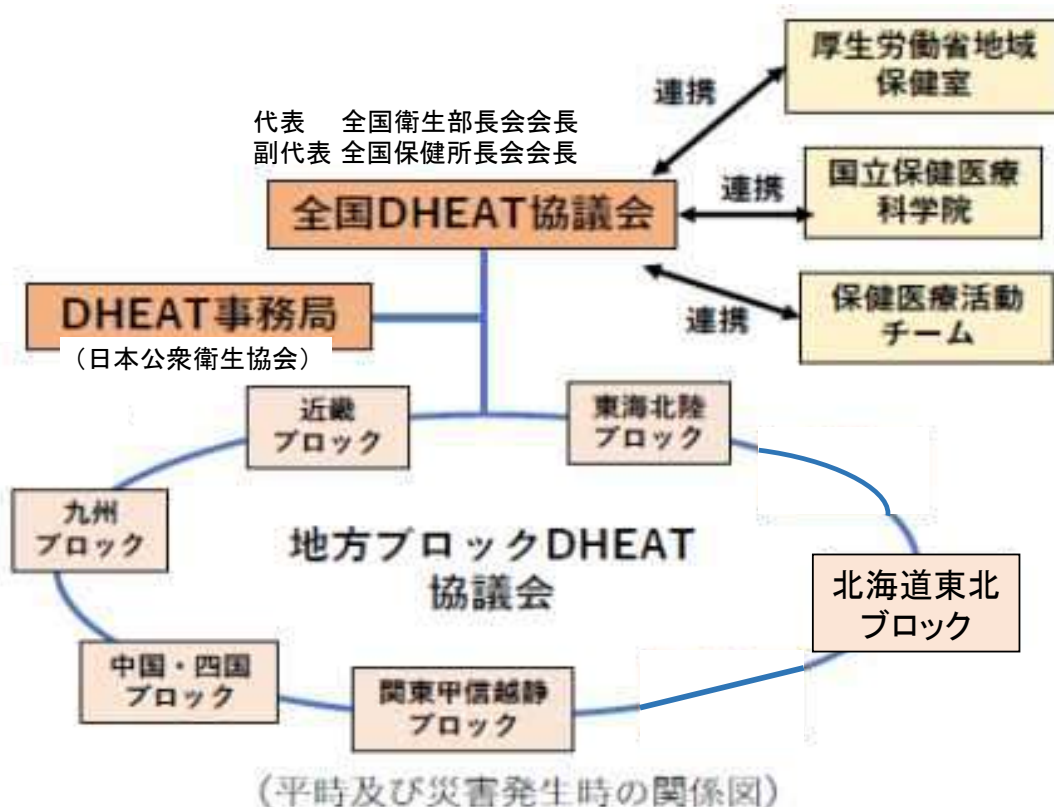 厚生労働省地域
保健室
連携
代表 全国衛生部長会会長
副代表 全国保健所長会会長
全国DHEAT協議会
連携
国立保健医療
科学院
連携
保健医療活動
チーム
DHEAT事務局
（日本公衆衛生協会）
近畿
ブロック
東海北陸
ブロック
九州
ブロック
地方ブロックDHEAT
協議会
北海道東北
ブロック
中国・四国
ブロック
関東甲信越静
ブロック
（平時及び災害発生時の関係図）